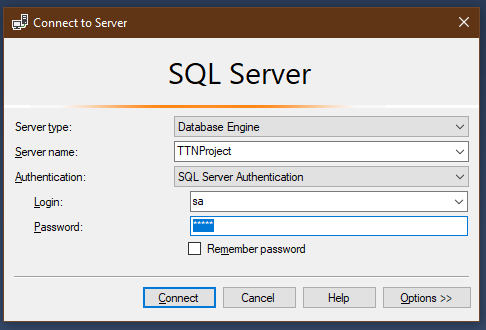 Connect to Server
SQL Server
Server type: Database Engine
Server name: TTNProject
Authentication: SQL Server Authentication
Login: sa
Password: *****
Remember password
Connect Cancel Help Options >>